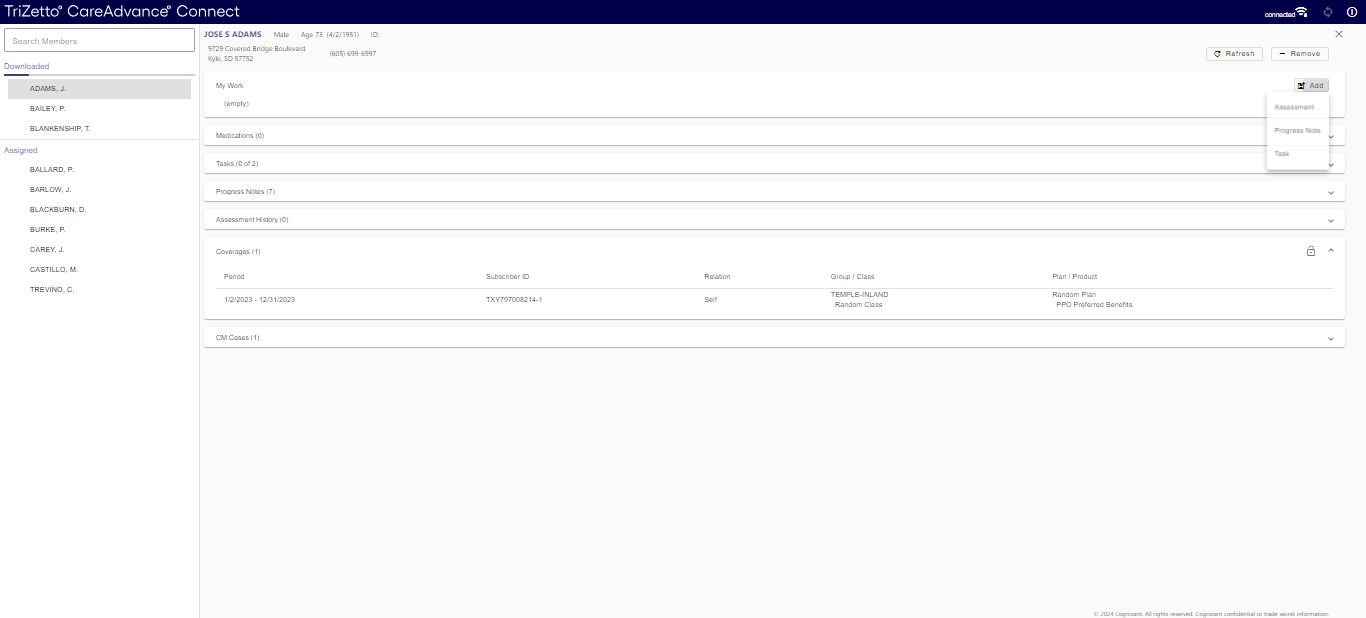 TriZetto® CareAdvance® Connect
connected
Search Members
Downloaded
ADAMS, J.
BAILEY, P.
BLANKENSHIP, T.
Assigned
BALLARD, P.
BARLOW, J.
BLACKBURN, D.
BURKE, P.
CAREY, J.
CASTILLO, M.
TREVINO, C.
JOSE S ADAMS Male Age 73 (4/2/1951) ID:
9729 Covered Bridge Boulevard
Kyle, SD 57752
(605) 699-6997
Refresh
Remove
My Work
Add
(empty)
Assessment
Progress Note
Task
Medications (0)
Tasks (0 of 2)
Progress Notes (7)
Assessment History (0)
Coverages (1)
Period Subscriber ID Relation Group / Class Plan / Product
1/2/2023 - 12/31/2023 TXY797008214-1 Self TEMPLE-INLAND Random Plan
Random Class PPO Preferred Benefits
CM Cases (1)
© 2024 Cognizant. All rights reserved. Cognizant confidential or trade secret information.